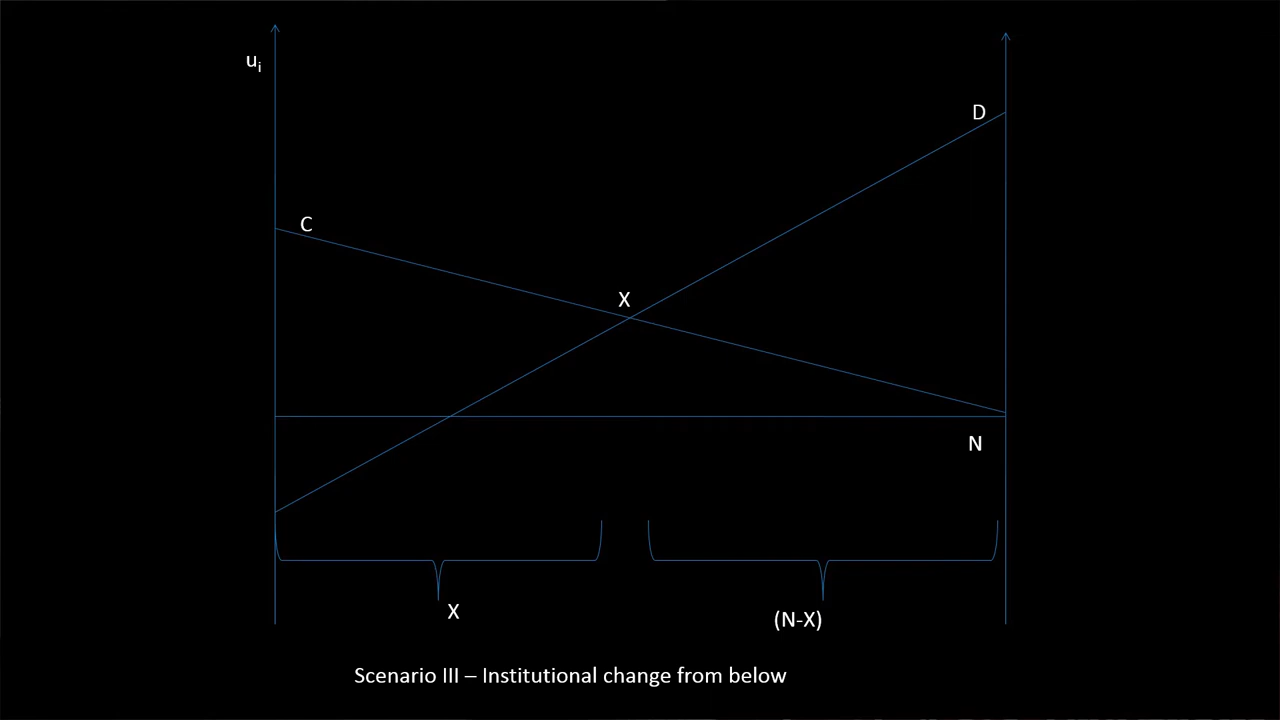 uᵢ
D
C
X
N
X
(N-X)
Scenario III – Institutional change from below